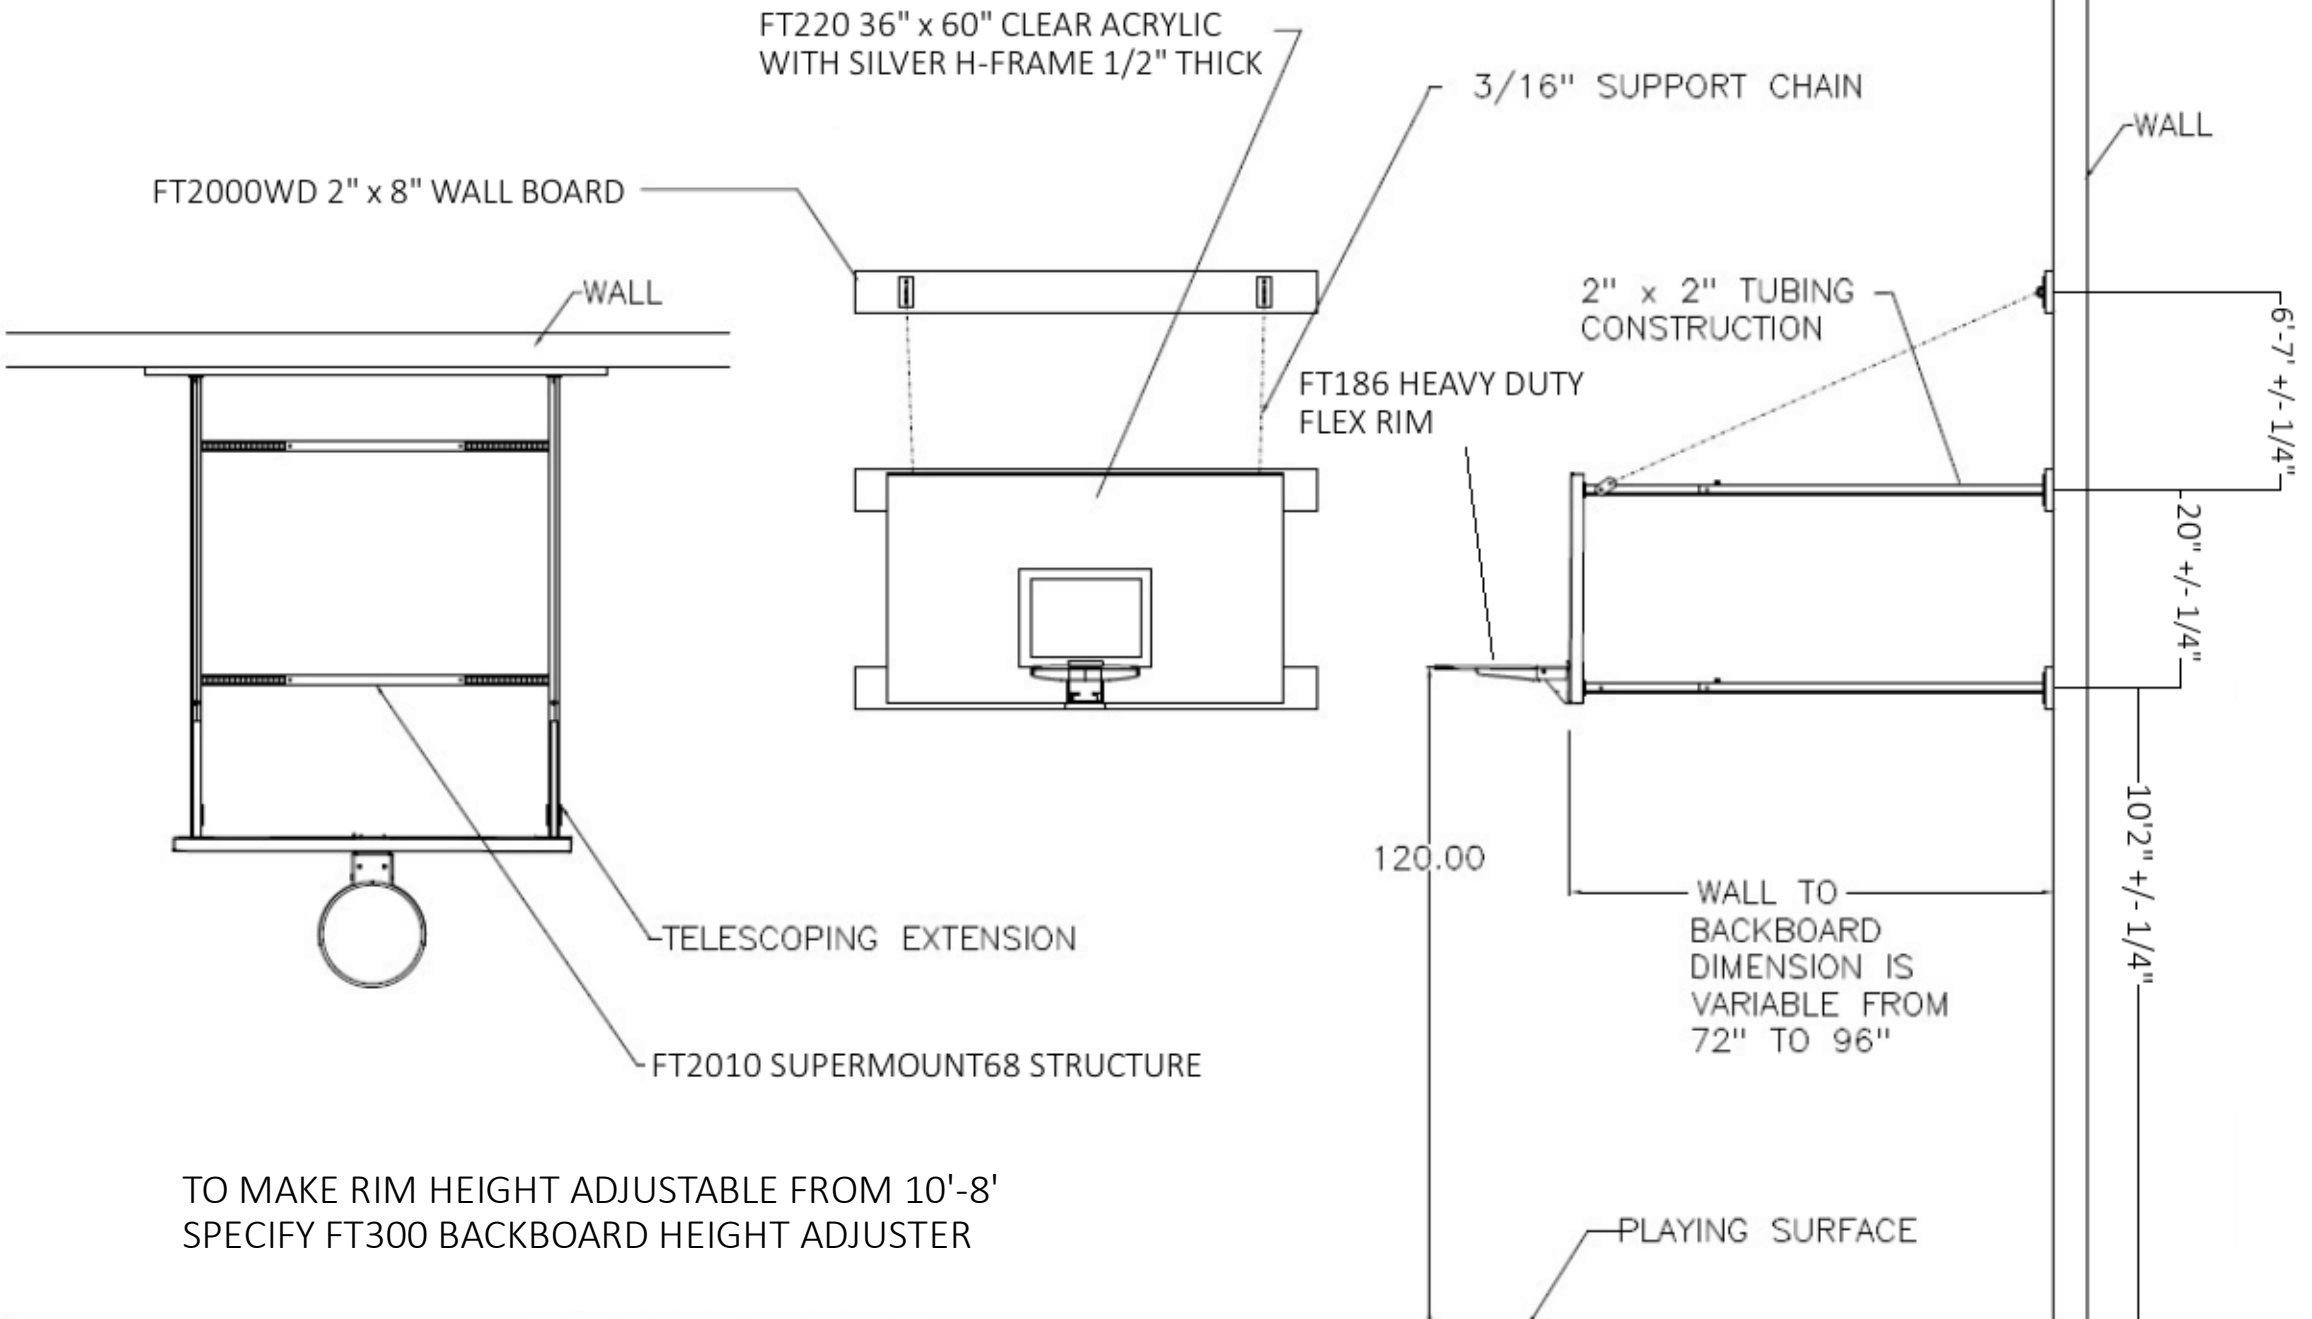 FT220 36" x 60" CLEAR ACRYLIC
WITH SILVER H-FRAME 1/2" THICK
3/16" SUPPORT CHAIN
WALL
FT2000WD 2" x 8" WALL BOARD
WALL
2" x 2" TUBING
CONSTRUCTION
6'-7' +/- 1/4"
FT186 HEAVY DUTY
FLEX RIM
20" +/- 1/4"
10'2" +/- 1/4"
120.00
WALL TO
BACKBOARD
DIMENSION IS
VARIABLE FROM
72" TO 96"
TELESCOPING EXTENSION
FT2010 SUPERMOUNT68 STRUCTURE
TO MAKE RIM HEIGHT ADJUSTABLE FROM 10'-8'
SPECIFY FT300 BACKBOARD HEIGHT ADJUSTER
PLAYING SURFACE